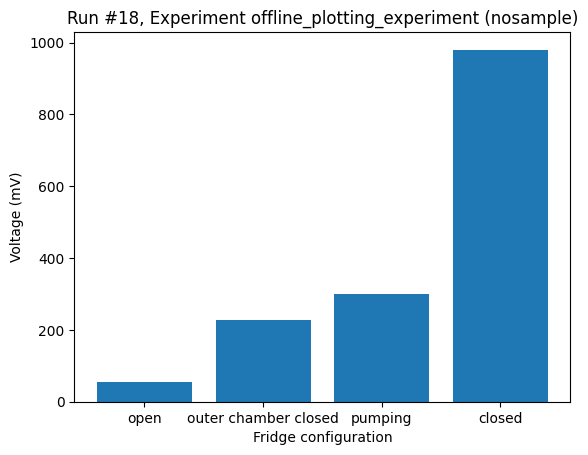 Run #18, Experiment offline_plotting_experiment (nosample)
1000
800
600
400
200
0
Voltage (mV)
open
outer chamber closed
pumping
closed
Fridge configuration